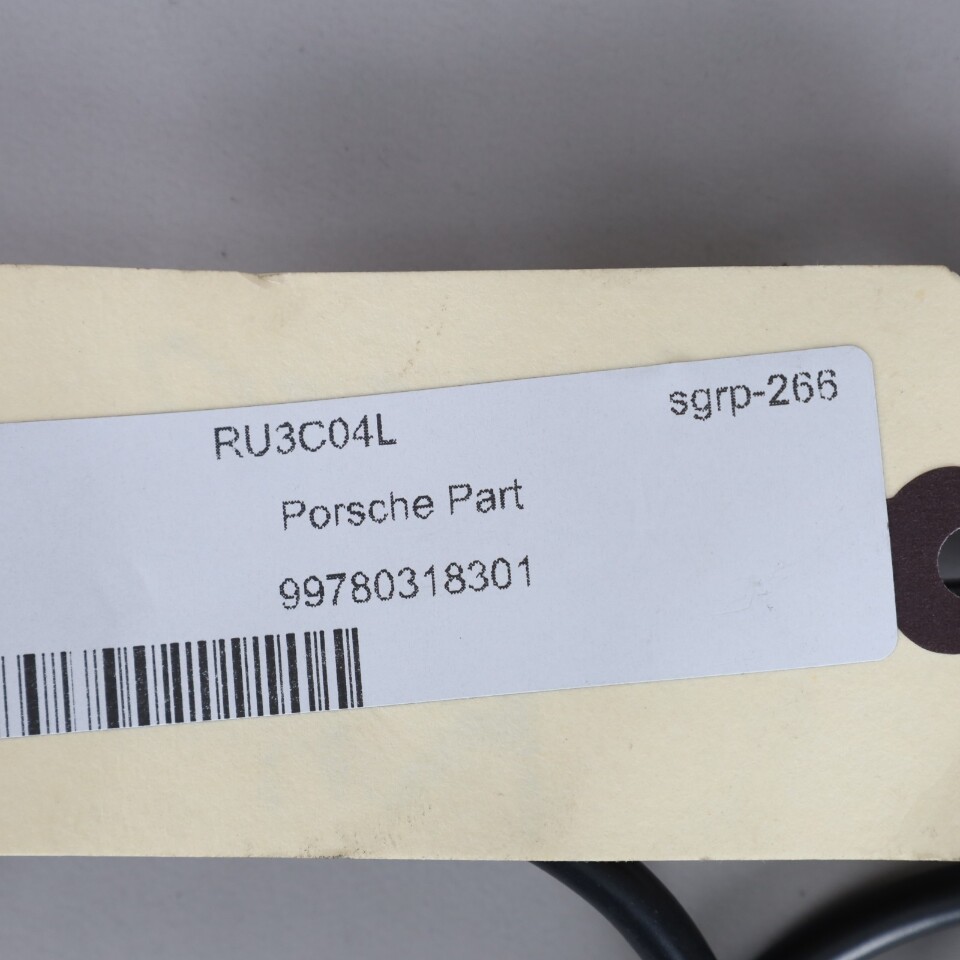 sgrp-266
RU3C04L
Porsche Part
99780318301